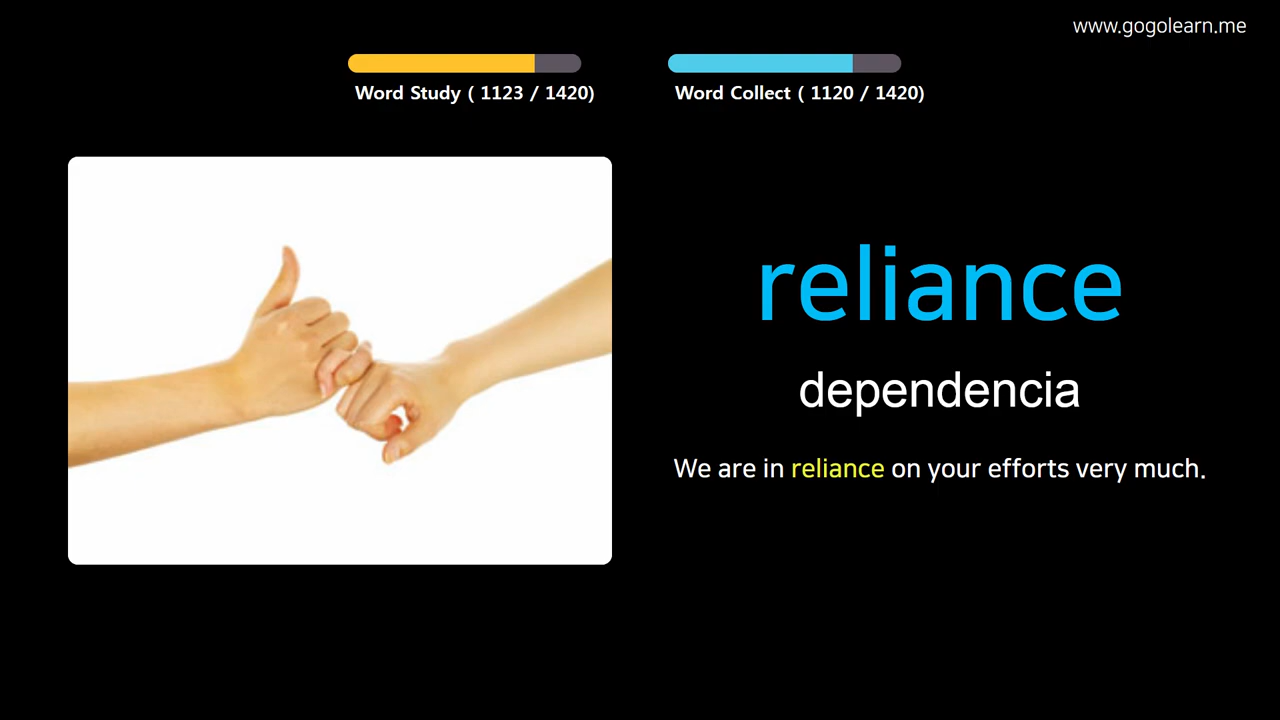 www.gogolearn.me
Word Study ( 1123 / 1420)
Word Collect ( 1120 / 1420)
reliance
dependencia
We are in reliance on your efforts very much.